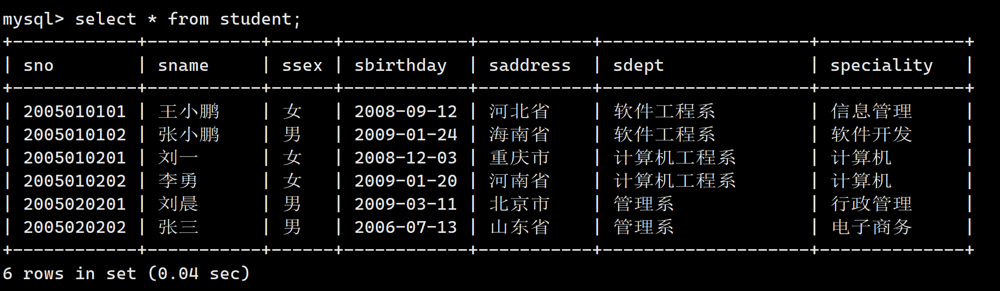 mysql> select * from student;
+------------+-----------+------+------------+-----------+--------------------+--------------+
| sno        | sname     | ssex | sbirthday  | saddress  | sdept              | speciality   |
+------------+-----------+------+------------+-----------+--------------------+--------------+
| 2005010101 | 王小鹏    | 女   | 2008-09-12 | 河北省    | 软件工程系         | 信息管理     |
| 2005010102 | 张小鹏    | 男   | 2009-01-24 | 海南省    | 软件工程系         | 软件开发     |
| 2005010201 | 刘一      | 女   | 2008-12-03 | 重庆市    | 计算机工程系       | 计算机       |
| 2005010202 | 李勇      | 女   | 2009-01-20 | 河南省    | 计算机工程系       | 计算机       |
| 2005020201 | 刘晨      | 男   | 2009-03-11 | 北京市    | 管理系             | 行政管理     |
| 2005020202 | 张三      | 男   | 2006-07-13 | 山东省    | 管理系             | 电子商务     |
+------------+-----------+------+------------+-----------+--------------------+--------------+
6 rows in set (0.04 sec)